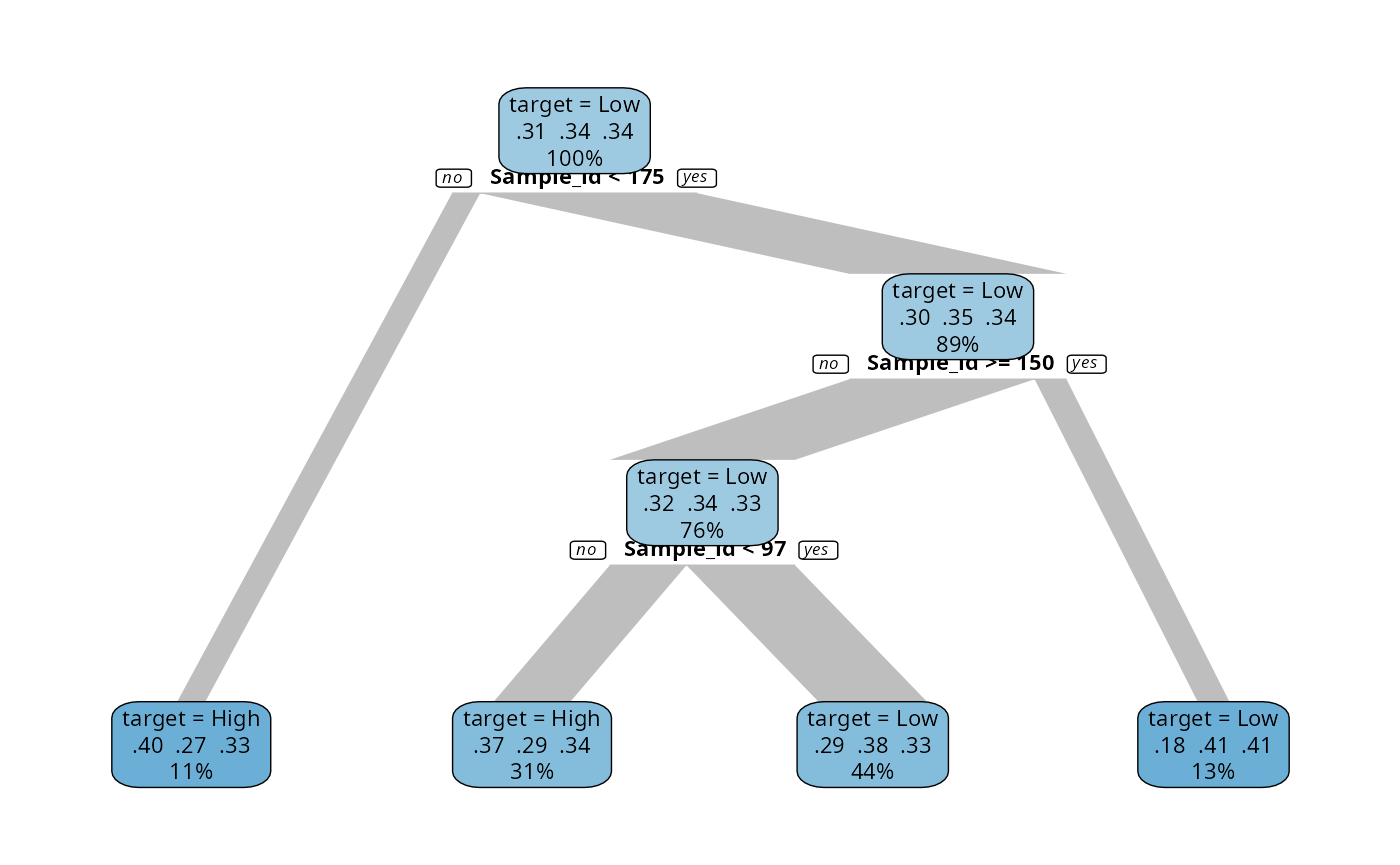 target = Low
.31 .34 .34
100%
no Sample_id < 175 yes
target = Low
.30 .35 .34
89%
no Sample_id >= 150 yes
target = Low
.32 .34 .33
76%
no Sample_id < 97 yes
target = High
.40 .27 .33
11%
target = High
.37 .29 .34
31%
target = Low
.29 .38 .33
44%
target = Low
.18 .41 .41
13%